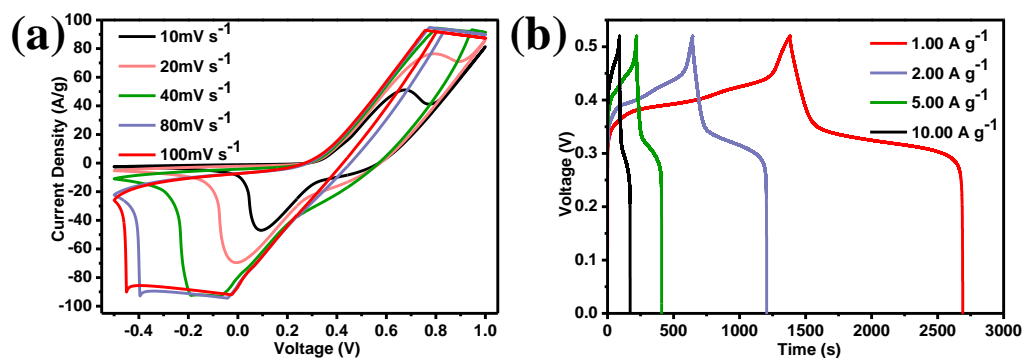 (a)
10mV s⁻¹
20mV s⁻¹
40mV s⁻¹
80mV s⁻¹
100mV s⁻¹
Current Density (A/g)
100
80
60
40
20
0
-20
-40
-60
-80
-100
-0.4 -0.2 0.0 0.2 0.4 0.6 0.8 1.0
Voltage (V)
(b)
1.00 A g⁻¹
2.00 A g⁻¹
5.00 A g⁻¹
10.00 A g⁻¹
Voltage (V)
0.5
0.4
0.3
0.2
0.1
0.0
0 500 1000 1500 2000 2500 3000
Time (s)